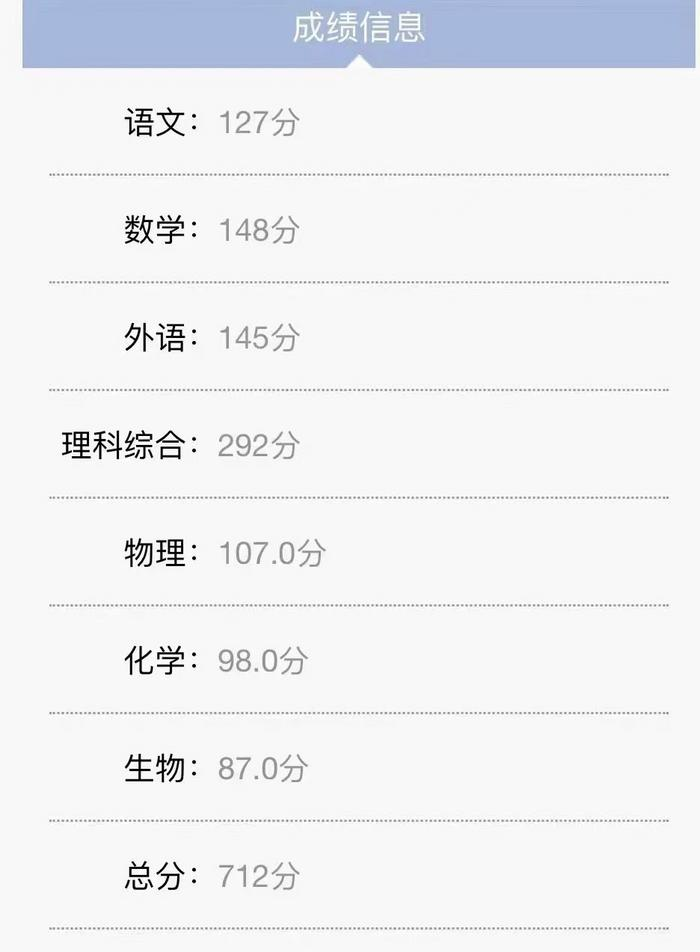 成绩信息
语文：127分
数学：148分
外语：145分
理科综合：292分
物理：107.0分
化学：98.0分
生物：87.0分
总分：712分